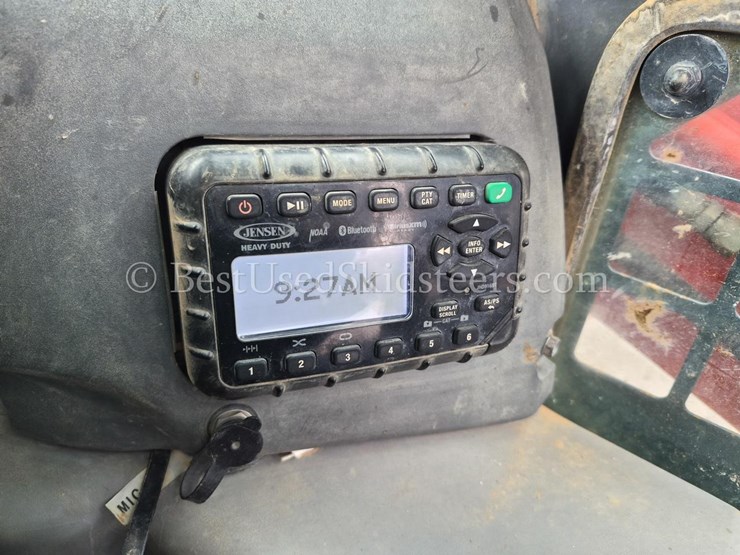 MODE MENU PTY CAT TIMER
JENSEN NOAA Bluetooth
HEAVY DUTY
INFO ENTER
© BestUsedSkidsteers.com
9:27AM
DISPLAY SCROLL AS/PS
CAT
1 2 3 4 5 6
MIC